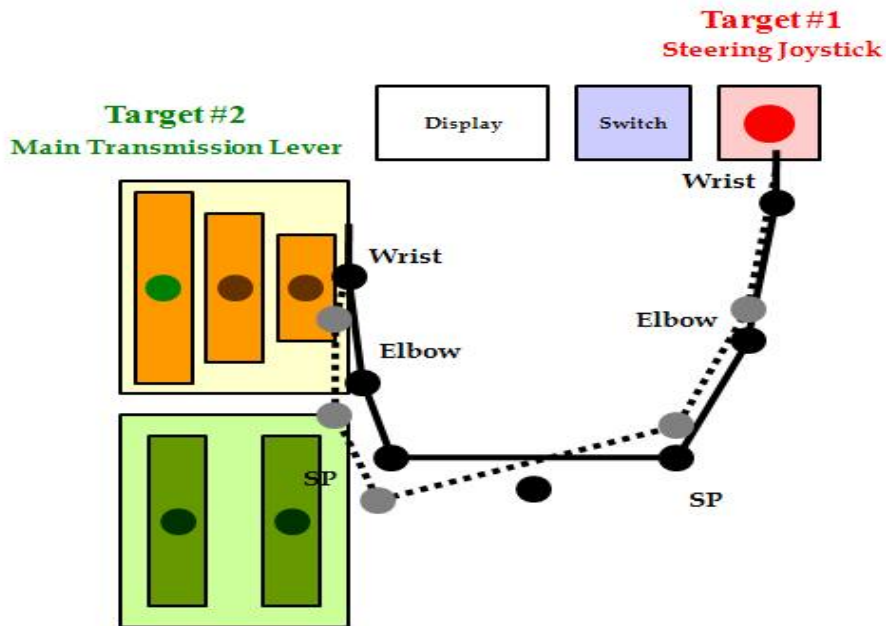 Target #1
Steering Joystick
Target #2
Main Transmission Lever
Display
Switch
Wrist
Wrist
Elbow
Elbow
SP
SP